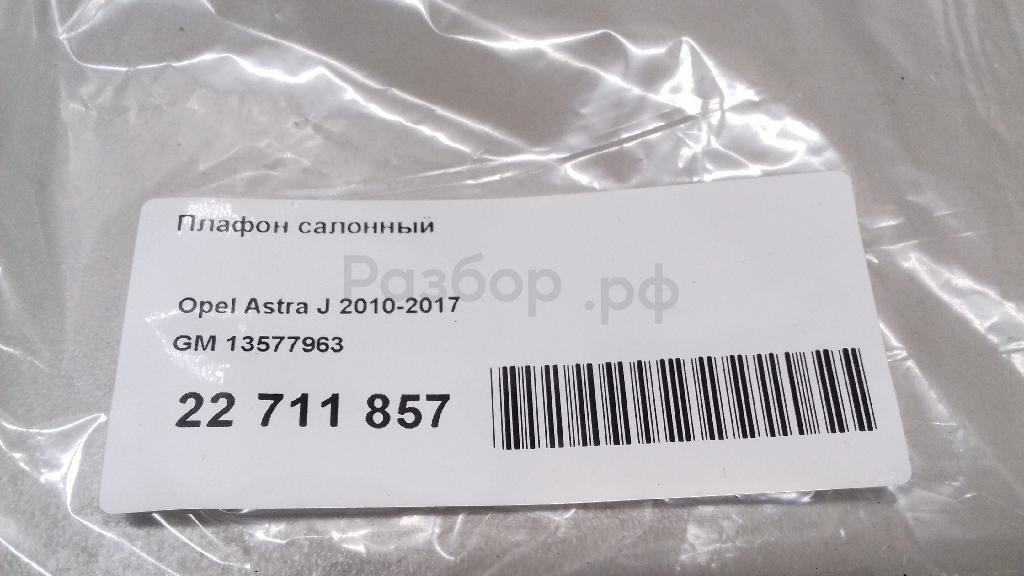 Плафон салонный
Разбор.рф
Opel Astra J 2010-2017
GM 13577963
22 711 857